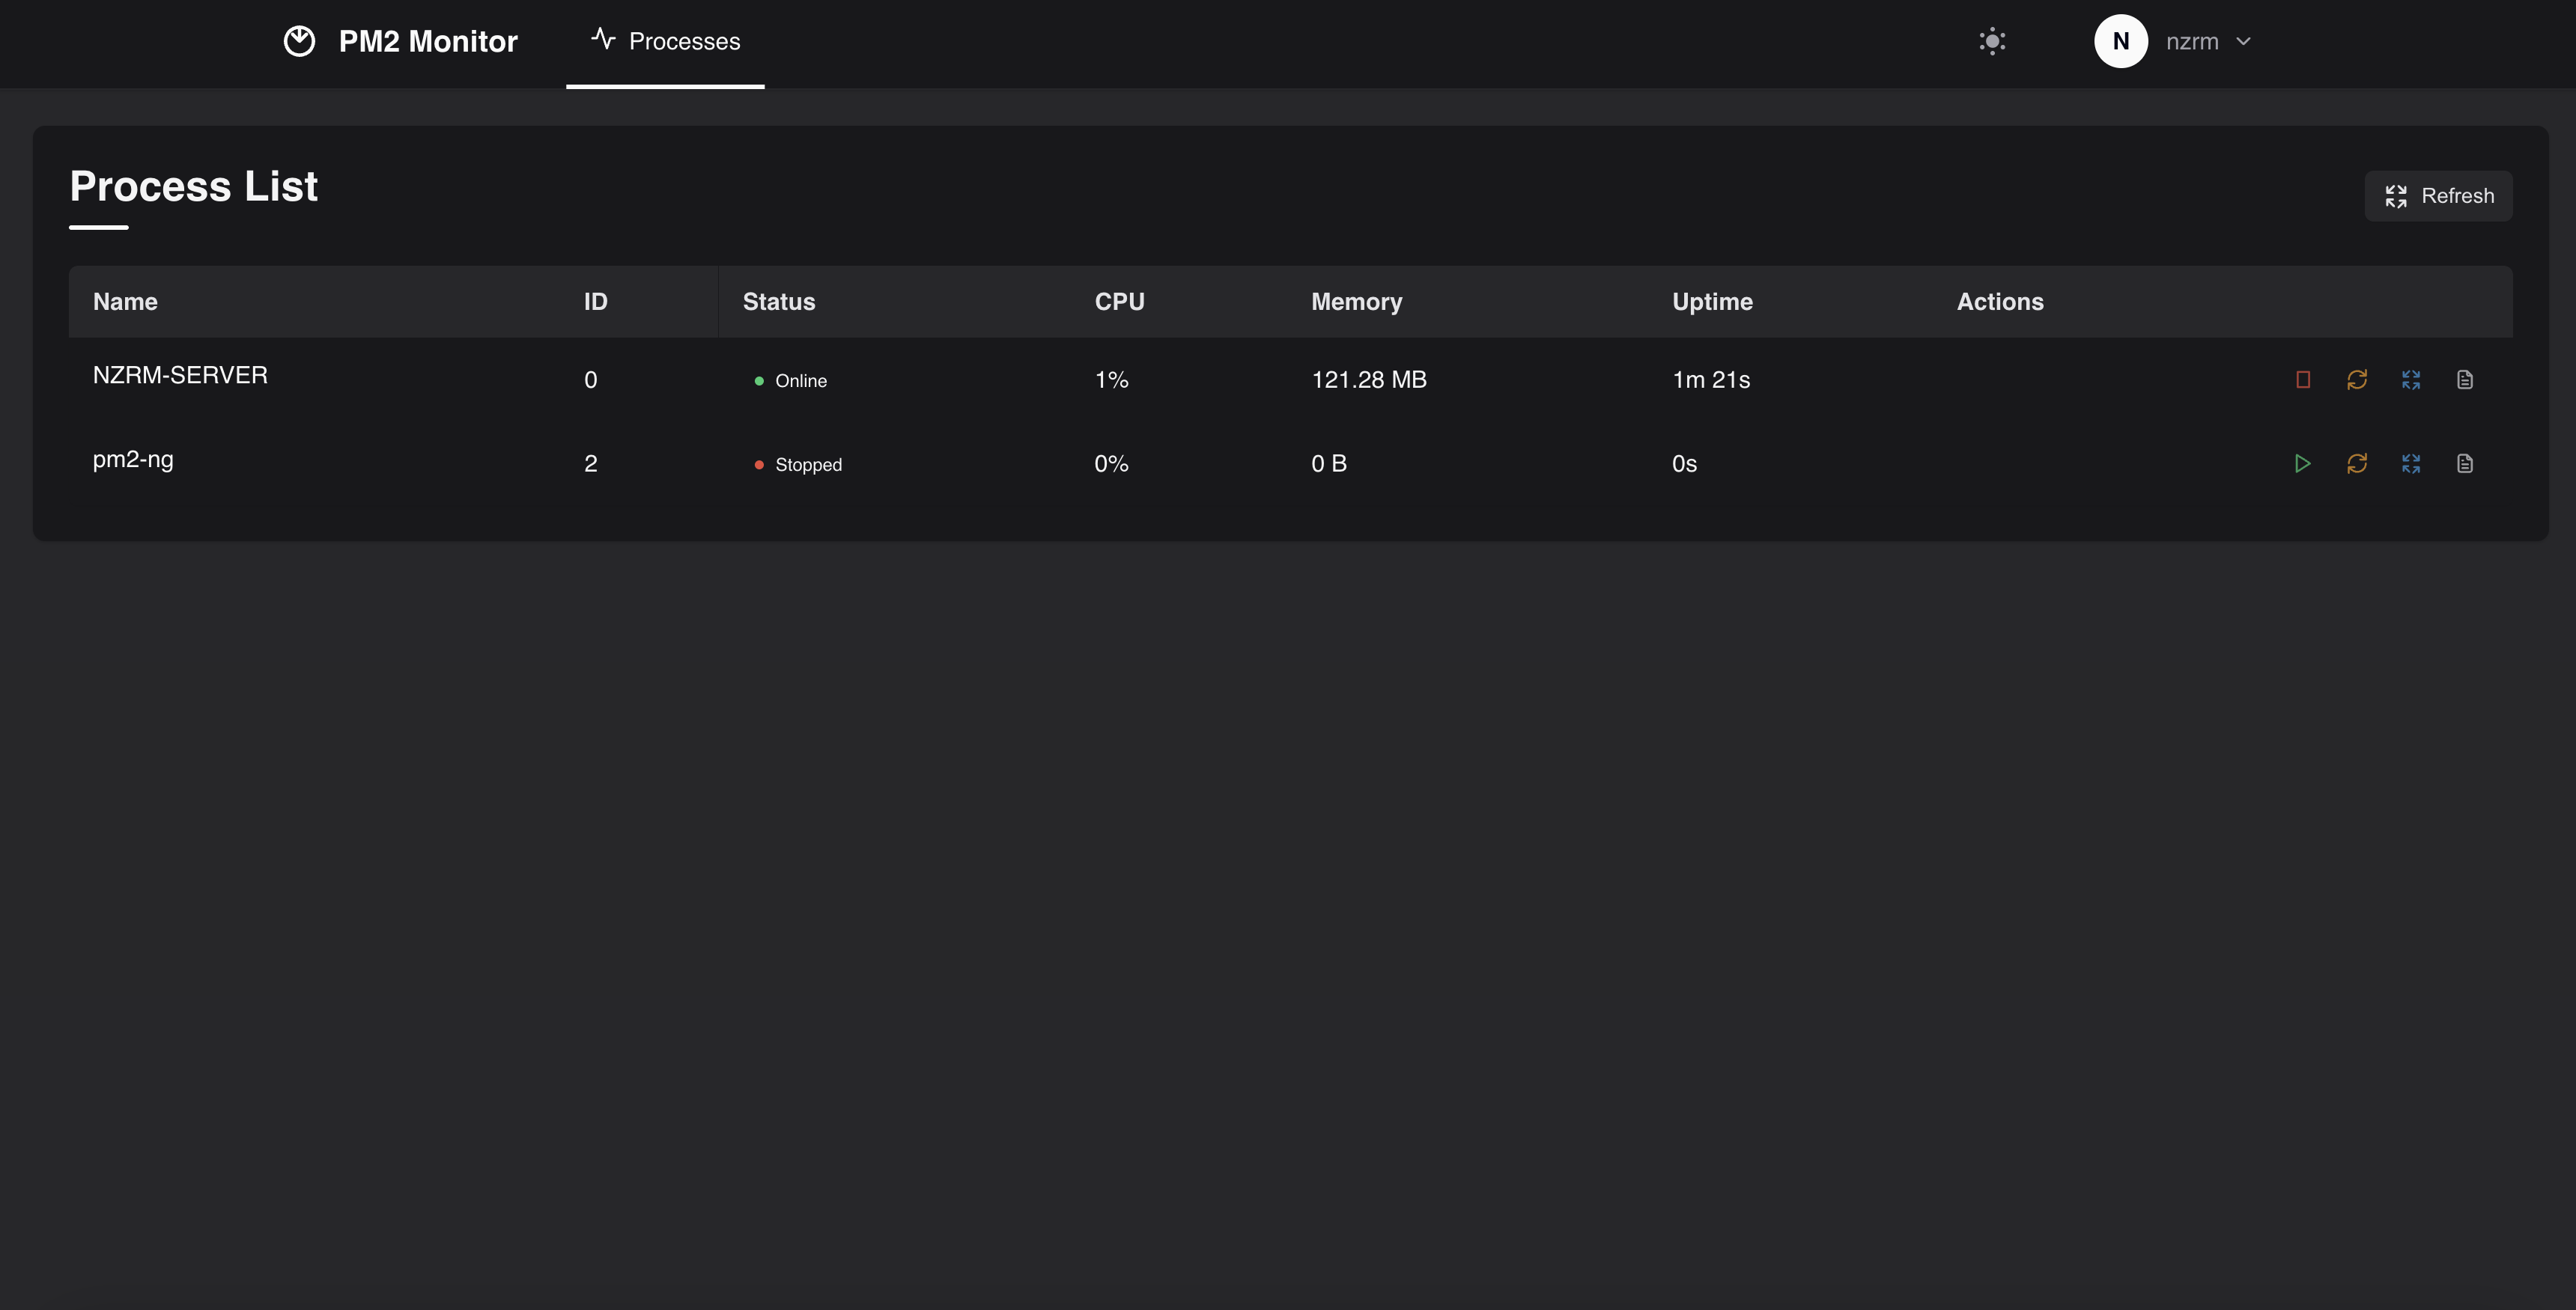 PM2 Monitor Processes N nzrm
Process List
Refresh
Name ID Status CPU Memory Uptime Actions
NZRM-SERVER 0 Online 1% 121.28 MB 1m 21s
pm2-ng 2 Stopped 0% 0 B 0s